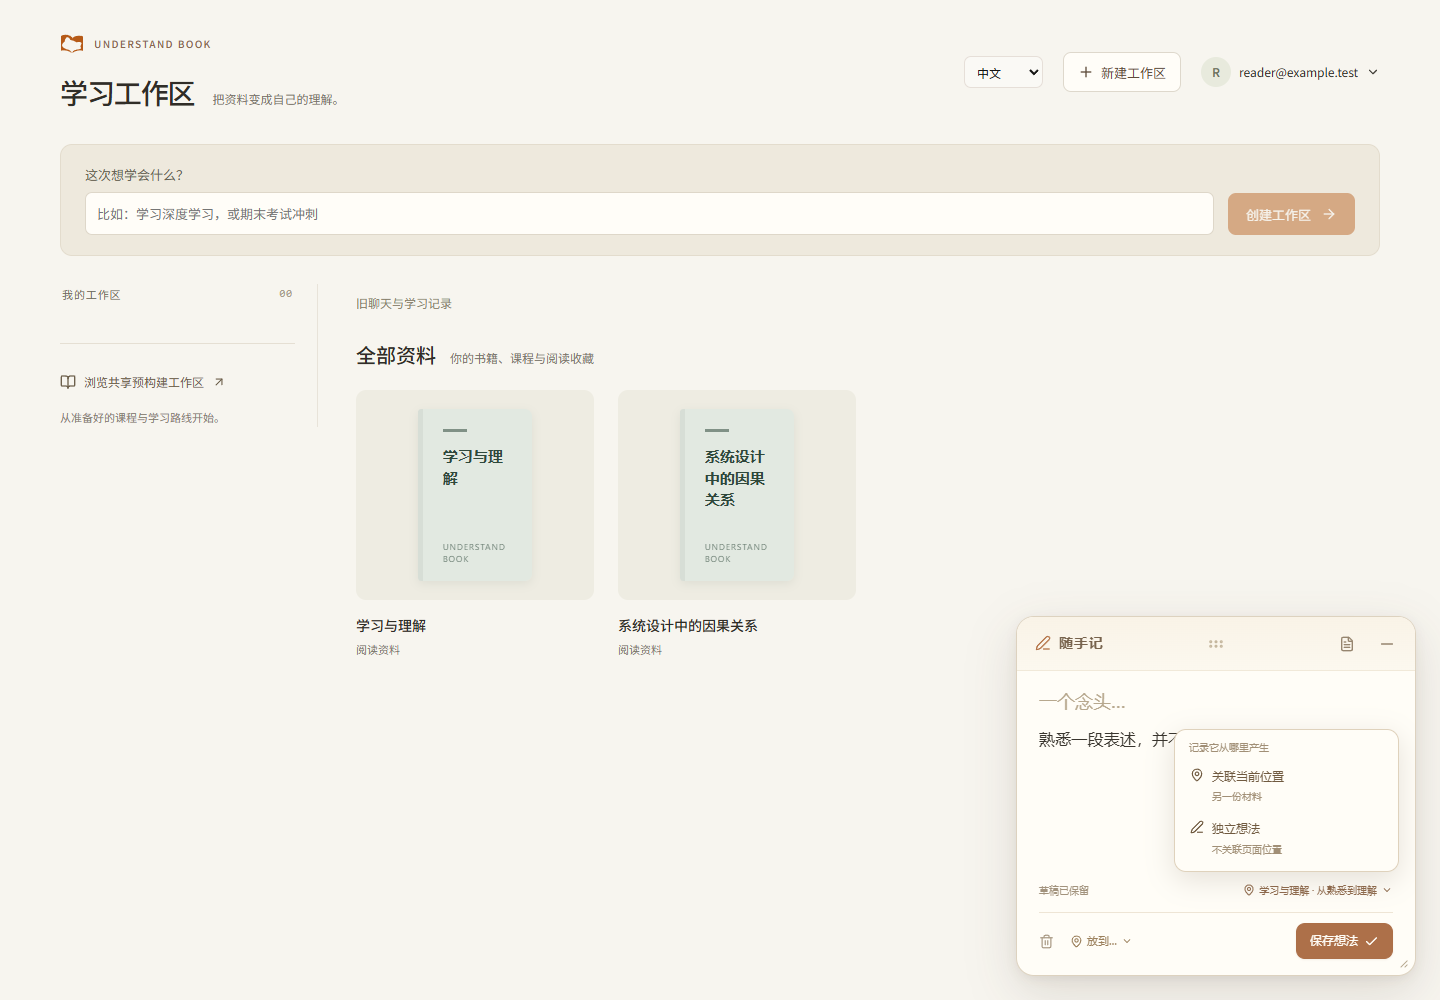 UNDERSTAND BOOK
学习工作区 把资料变成自己的理解。
中文
新建工作区
R reader@example.test
这次想学会什么？
比如：学习深度学习，或期末考试冲刺
创建工作区
我的工作区 00
浏览共享预构建工作区
从准备好的课程与学习路线开始。
旧聊天与学习记录
全部资料 你的书籍、课程与阅读收藏
学习与理
解
UNDERSTAND
BOOK
学习与理解
阅读资料
系统设计
中的因果
关系
UNDERSTAND
BOOK
系统设计中的因果关系
阅读资料
随手记
一个念头...
熟悉一段表述，并不
记录它从哪里产生
关联当前位置
另一份材料
独立想法
不关联页面位置
草稿已保留
学习与理解 · 从熟悉到理解
放到...
保存想法